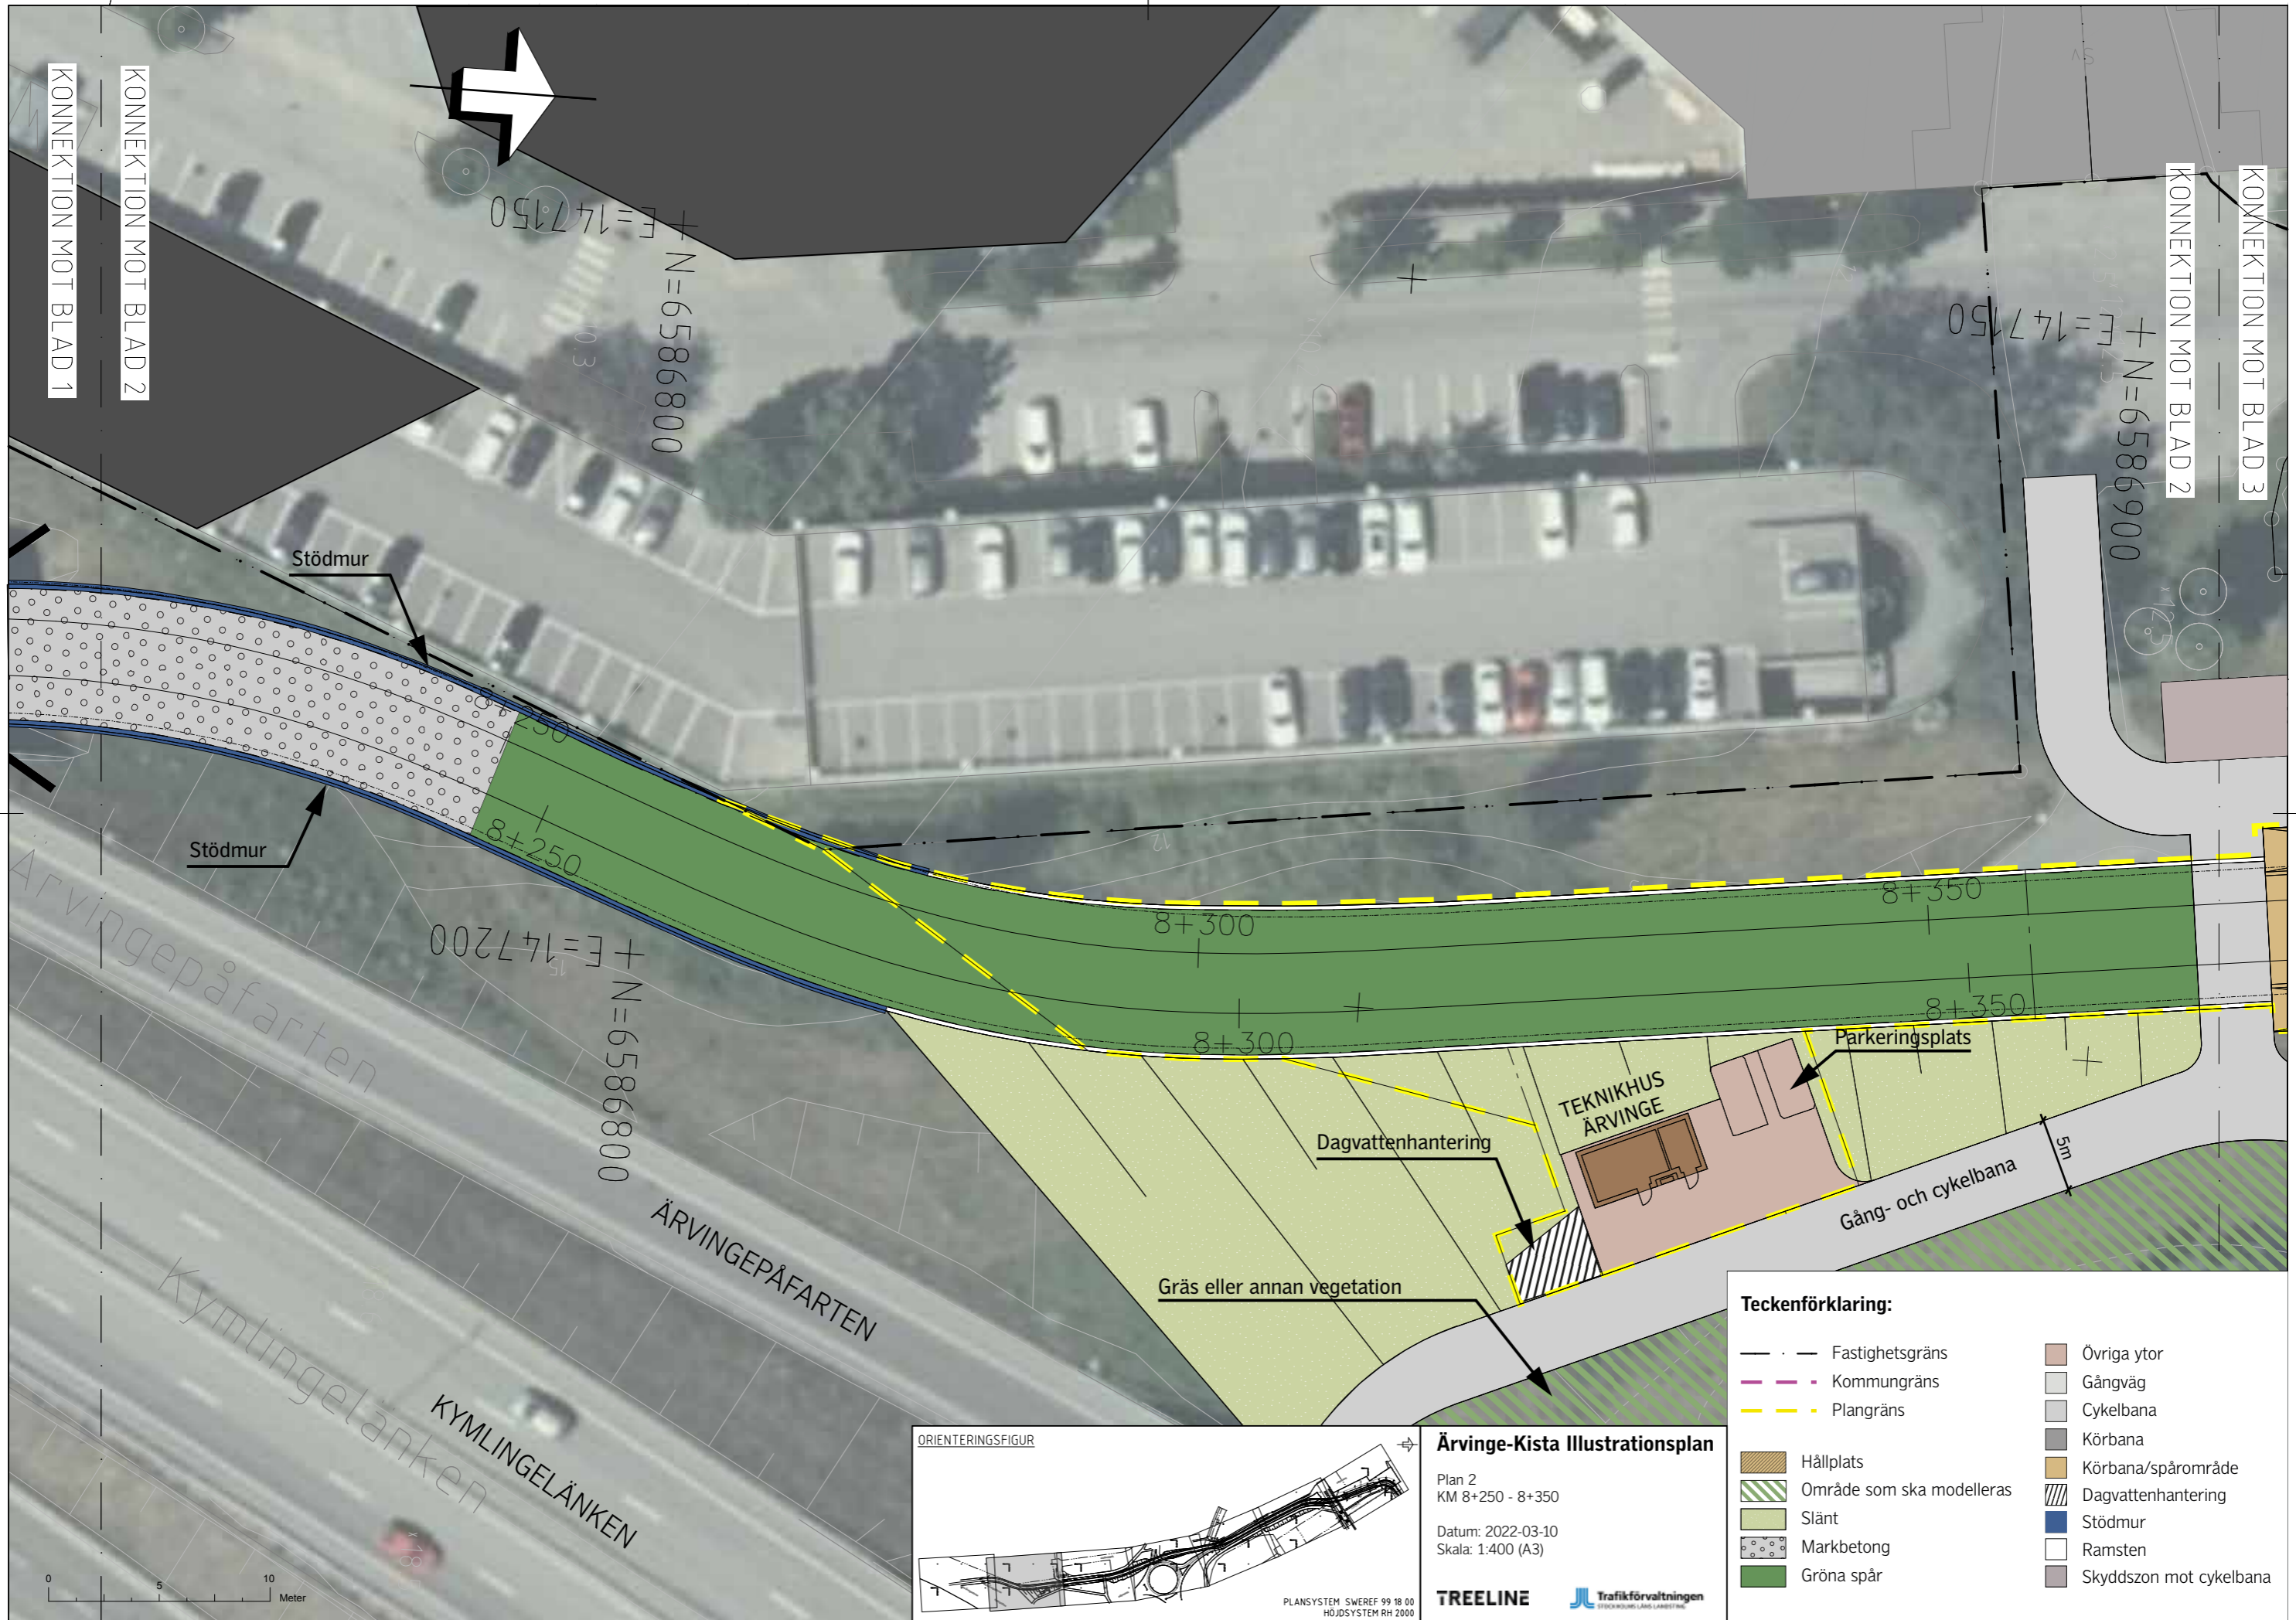 KONNEKTION MOT BLAD 1
KONNEKTION MOT BLAD 2
E=147150
N=6586800
E=147150
N=6586900
KONNEKTION MOT BLAD 2
KONNEKTION MOT BLAD 3
Stödmur
Stödmur
8+250
8+250
12
8+300
8+300
8+350
8+350
E=147200
N=6586800
15
Ärvingepåfarten
ÄRVINGEPÅFARTEN
Kymlingelänken
KYMLINGELÄNKEN
Parkeringsplats
TEKNIKHUS
ÄRVINGE
Dagvattenhantering
Gräs eller annan vegetation
Gång- och cykelbana
5m
0 5 10
Meter
ORIENTERINGSFIGUR
PLANSYSTEM SWEREF 99 18 00
HÖJDSYSTEM RH 2000
Ärvinge-Kista Illustrationsplan
Plan 2
KM 8+250 - 8+350
Datum: 2022-03-10
Skala: 1:400 (A3)
TREELINE
Trafikförvaltningen
STOCKHOLMS LÄNS LANDSTING
Teckenförklaring:
Fastighetsgräns
Kommungräns
Plangräns
Hållplats
Område som ska modelleras
Slänt
Markbetong
Gröna spår
Övriga ytor
Gångväg
Cykelbana
Körbana
Körbana/spårområde
Dagvattenhantering
Stödmur
Ramsten
Skyddszon mot cykelbana